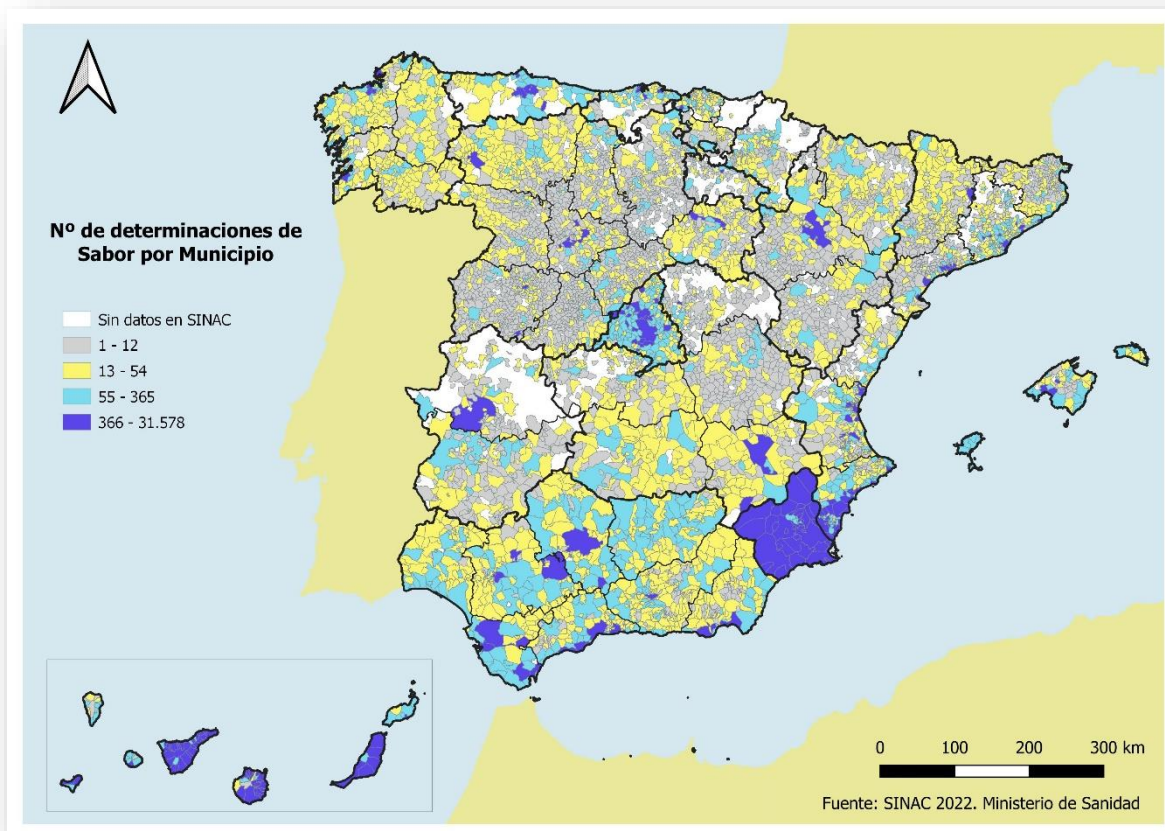 Nº de determinaciones de
Sabor por Municipio
Sin datos en SINAC
1 - 12
13 - 54
55 - 365
366 - 31.578
0 100 200 300 km
Fuente: SINAC 2022. Ministerio de Sanidad